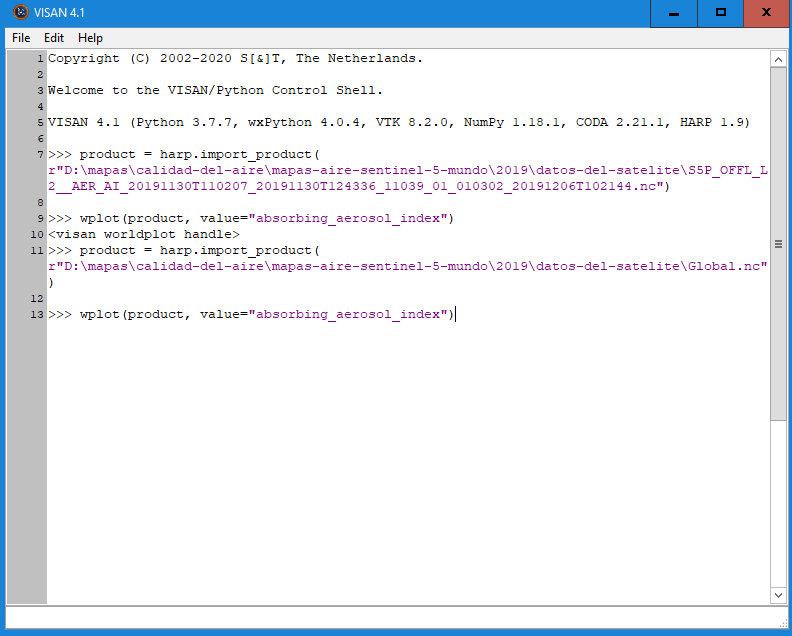 VISAN 4.1
File Edit Help
1 Copyright (C) 2002-2020 S[&]T, The Netherlands.
2
3 Welcome to the VISAN/Python Control Shell.
4
5 VISAN 4.1 (Python 3.7.7, wxPython 4.0.4, VTK 8.2.0, NumPy 1.18.1, CODA 2.21.1, HARP 1.9)
6
7 >>> product = harp.import_product(
r"D:\mapas\calidad-del-aire\mapas-aire-sentinel-5-mundo\2019\datos-del-satelite\S5P_OFFL_L
2__AER_AI_20191130T110207_20191130T124336_11039_01_010302_20191206T102144.nc")
8
9 >>> wplot(product, value="absorbing_aerosol_index")
10 <visan worldplot handle>
11 >>> product = harp.import_product(
r"D:\mapas\calidad-del-aire\mapas-aire-sentinel-5-mundo\2019\datos-del-satelite\Global.nc"
)
12
13 >>> wplot(product, value="absorbing_aerosol_index")